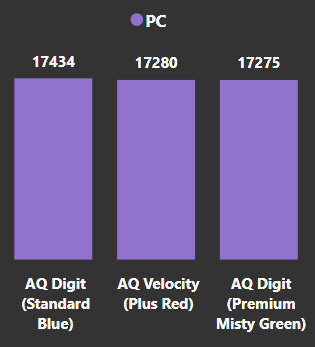 PC
17434 17280 17275
AQ Digit
(Standard
Blue)
AQ Velocity
(Plus Red)
AQ Digit
(Premium
Misty Green)